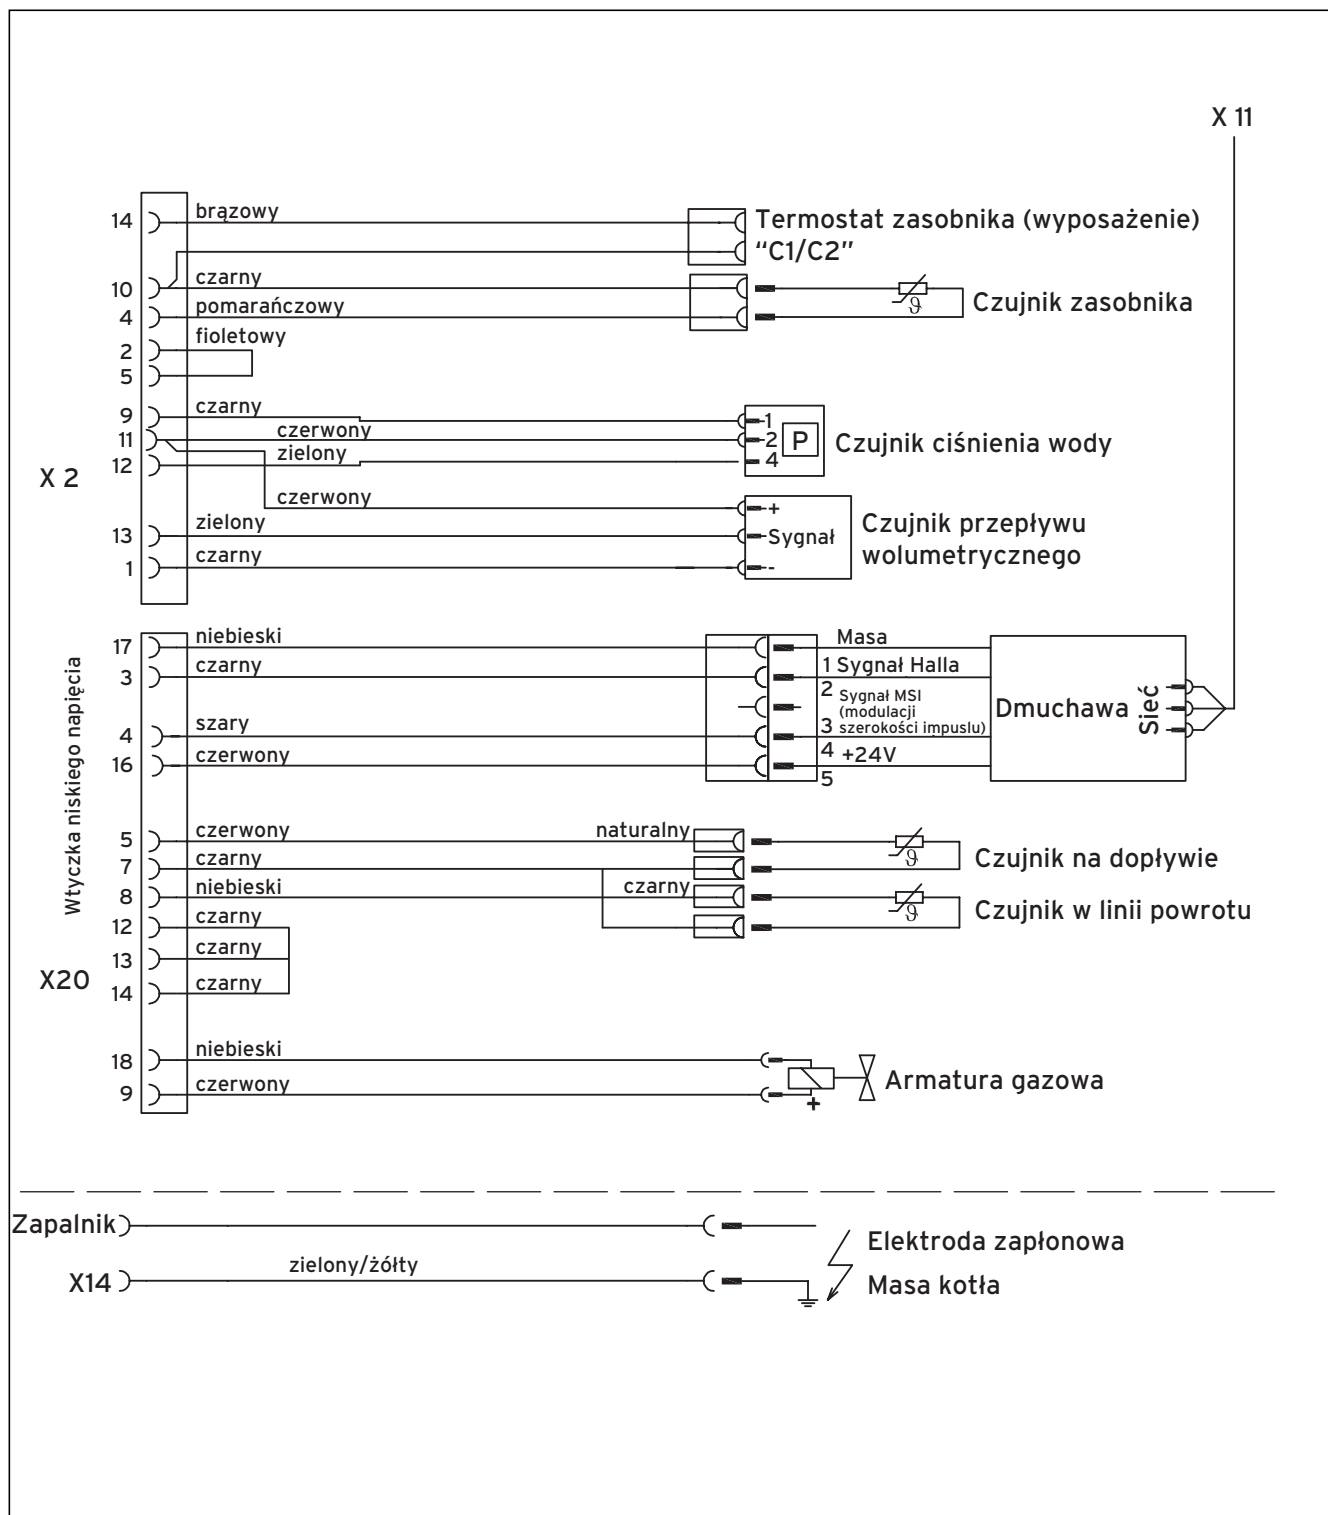 X 11
14 brązowy Termostat zasobnika (wyposażenie)
“C1/C2”
10 czarny
4 pomarańczowy ϑ Czujnik zasobnika
2 fioletowy
5
9 czarny 1
11 czerwony 2 P Czujnik ciśnienia wody
12 zielony 4
X 2
czerwony +
13 zielony Sygnał Czujnik przepływu
wolumetrycznego
1 czarny -
Wtyczka niskiego napięcia
17 niebieski Masa
3 czarny 1 Sygnał Halla
2 Sygnał MSI
(modulacji
3 szerokości impuslu)
4 szary
4 +24V
16 czerwony
5
Dmuchawa Sieć
5 czerwony naturalny ϑ Czujnik na dopływie
7 czarny
8 niebieski czarny ϑ Czujnik w linii powrotu
12 czarny
13 czarny
X20
14 czarny
18 niebieski
Armatura gazowa
9 czerwony +
Zapalnik
Elektroda zapłonowa
X14 zielony/żółty Masa kotła